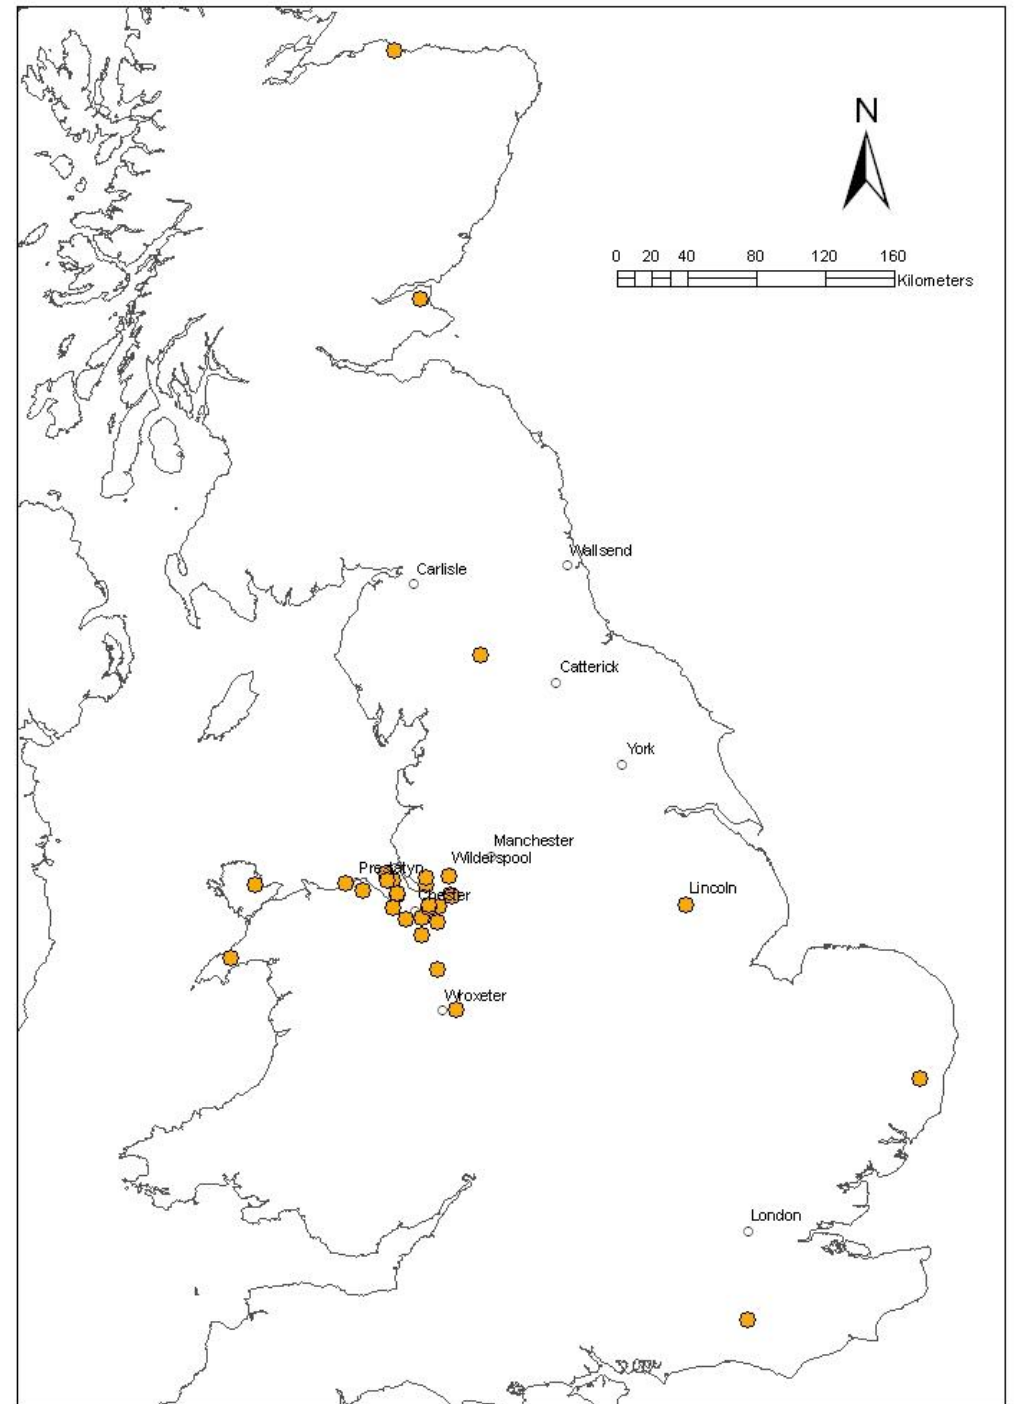 N
0 20 40 80 120 160
Kilometers
Wallsend
Carlisle
Catterick
York
Manchester
Wilderspool
Prestatyn
Lincoln
Chester
Wroxeter
London